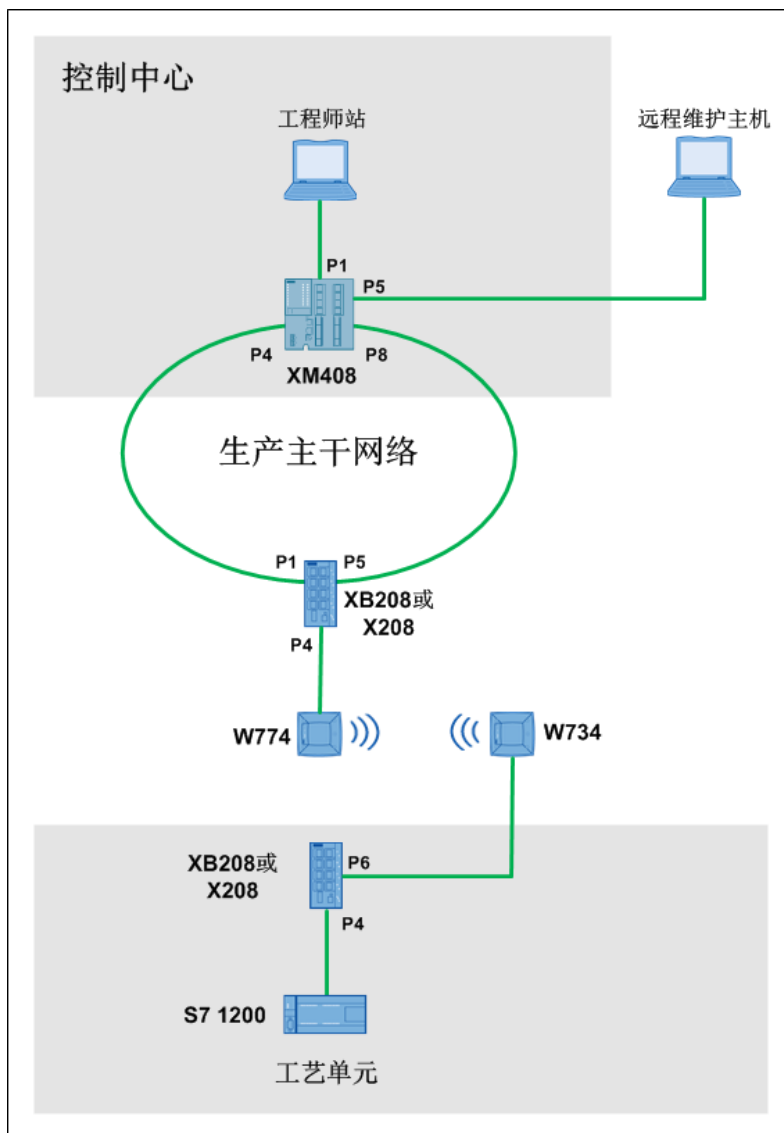 控制中心
工程师站
远程维护主机
P1
P5
P4
P8
XM408
生产主干网络
P1
P5
XB208或
X208
P4
W774
W734
XB208或
X208
P6
P4
S7 1200
工艺单元